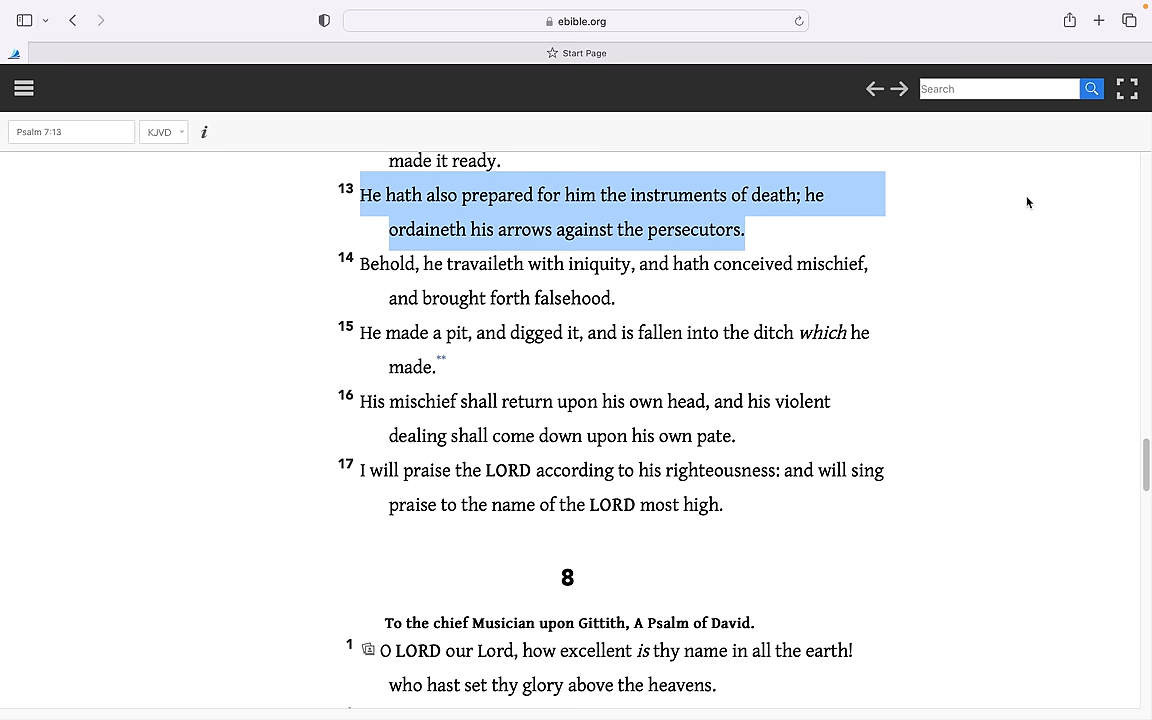 ebible.org
Start Page
Search
Psalm 7:13
KJVD
i
made it ready.
13 He hath also prepared for him the instruments of death; he
ordaineth his arrows against the persecutors.
14 Behold, he travaileth with iniquity, and hath conceived mischief,
and brought forth falsehood.
15 He made a pit, and digged it, and is fallen into the ditch which he
made.**
16 His mischief shall return upon his own head, and his violent
dealing shall come down upon his own pate.
17 I will praise the LORD according to his righteousness: and will sing
praise to the name of the LORD most high.
8
To the chief Musician upon Gittith, A Psalm of David.
1 O LORD our Lord, how excellent is thy name in all the earth!
who hast set thy glory above the heavens.